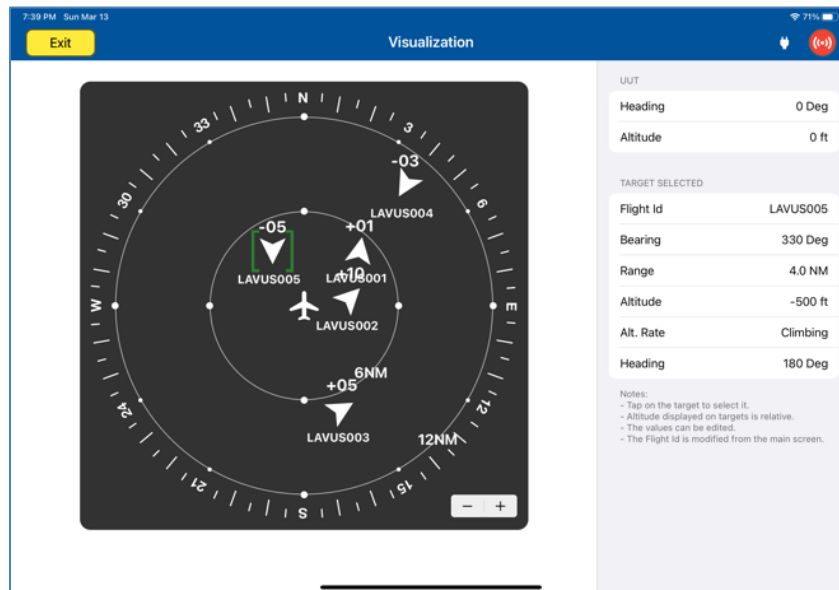 7:39 PM Sun Mar 13
71%
Exit
Visualization
N
3
6
E
12
15
S
21
24
W
30
33
-03
LAVUS004
-05
LAVUS005
+01
LAVUS001
+10
LAVUS002
6NM
+05
LAVUS003
12NM
− +
UUT
Heading 0 Deg
Altitude 0 ft
TARGET SELECTED
Flight Id LAVUS005
Bearing 330 Deg
Range 4.0 NM
Altitude -500 ft
Alt. Rate Climbing
Heading 180 Deg
Notes:
- Tap on the target to select it.
- Altitude displayed on targets is relative.
- The values can be edited.
- The Flight Id is modified from the main screen.